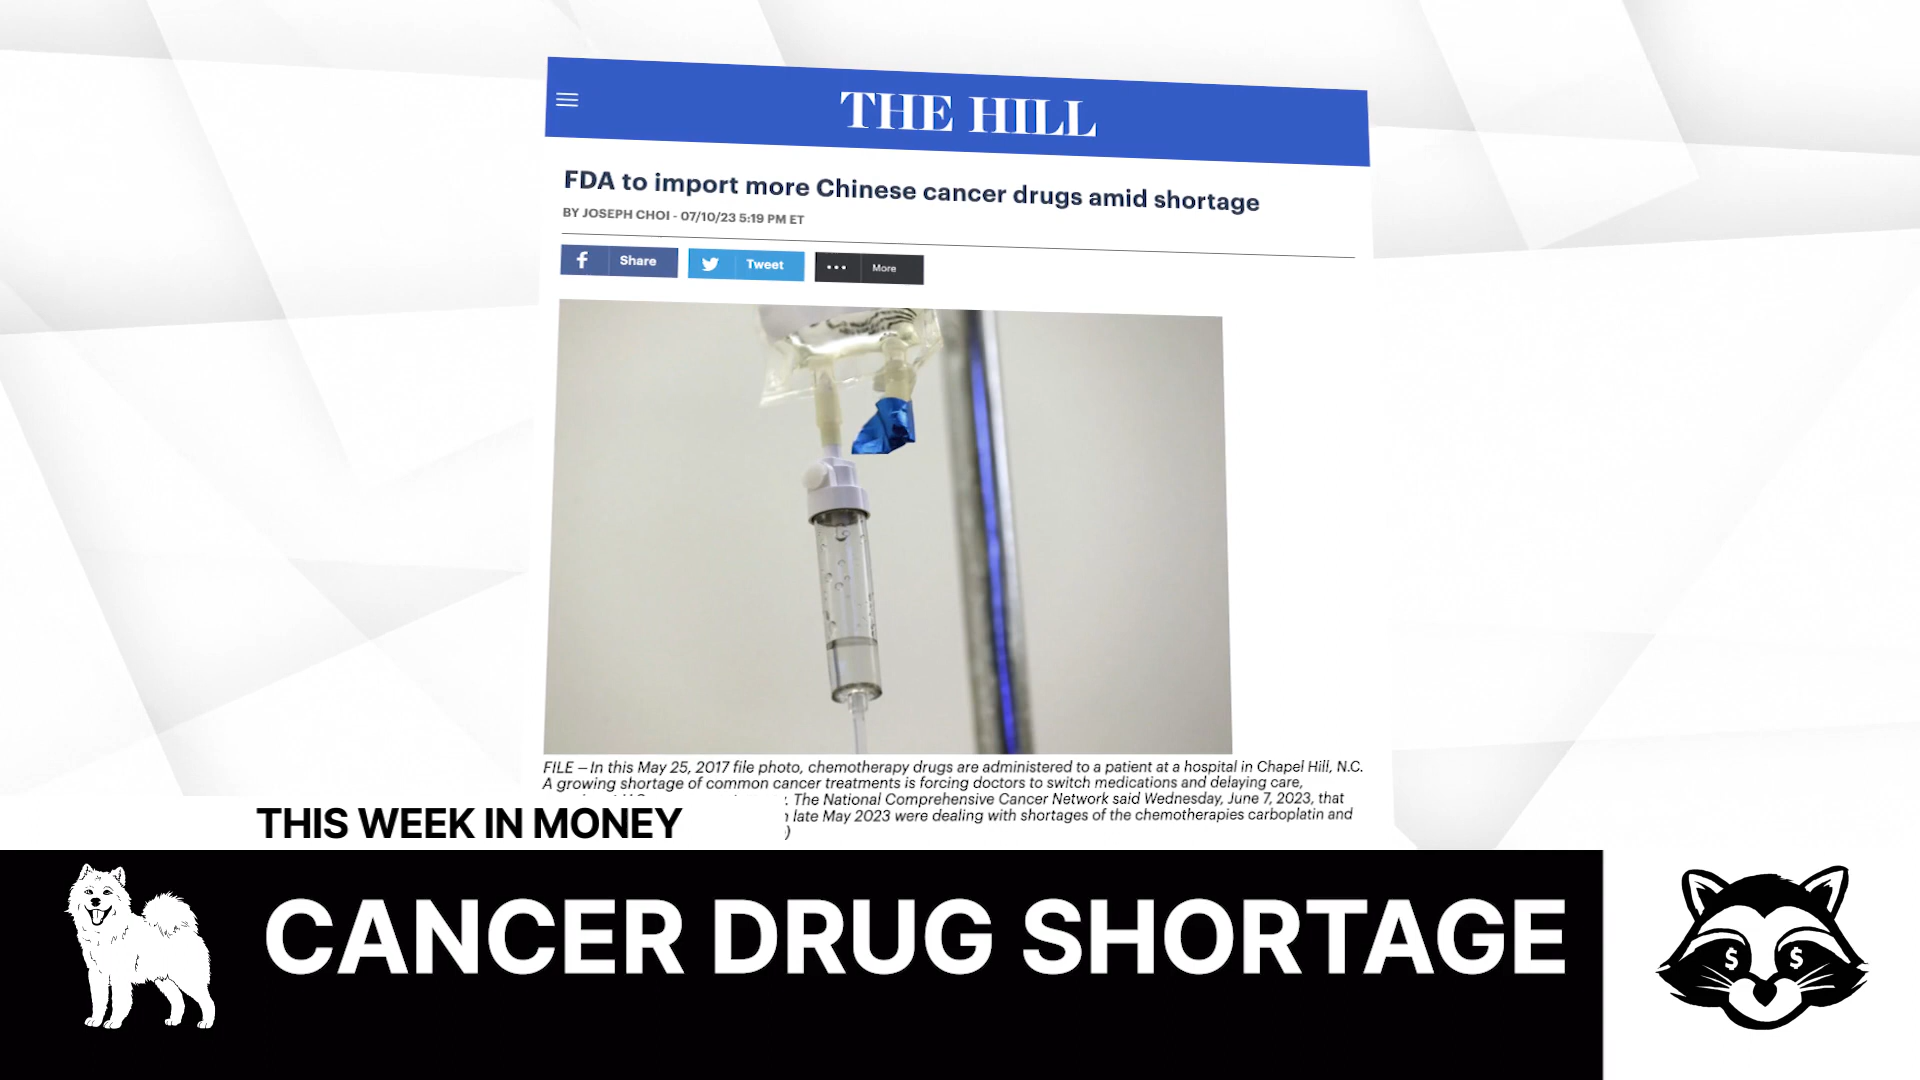 THE HILL
FDA to import more Chinese cancer drugs amid shortage
BY JOSEPH CHOI - 07/10/23 5:19 PM ET
Share
Tweet
More
FILE – In this May 25, 2017 file photo, chemotherapy drugs are administered to a patient at a hospital in Chapel Hill, N.C.
A growing shortage of common cancer treatments is forcing doctors to switch medications and delaying care,
The National Comprehensive Cancer Network said Wednesday, June 7, 2023, that
late May 2023 were dealing with shortages of the chemotherapies carboplatin and
THIS WEEK IN MONEY
CANCER DRUG SHORTAGE
$ $